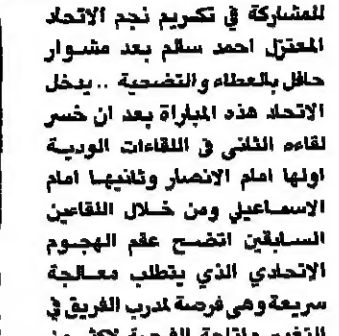 للمشاركة في تكريم نجم الاتحاد
المعتزل احمد سالم بعد مشوار
حافل بالعطاء والتضحية .. يدخل
الاتحاد هذه المباراة بعد ان خسر
لقاءه الثاني في اللقاءات الودية
اولها امام الانصار وثانيها امام
الاسماعيلي ومن خلال اللقاءين
السابقين اتضح عقم الهجوم
الاتحادي الذي يتطلب معالجة
سريعة وهي فرصة لمدرب الفريق في